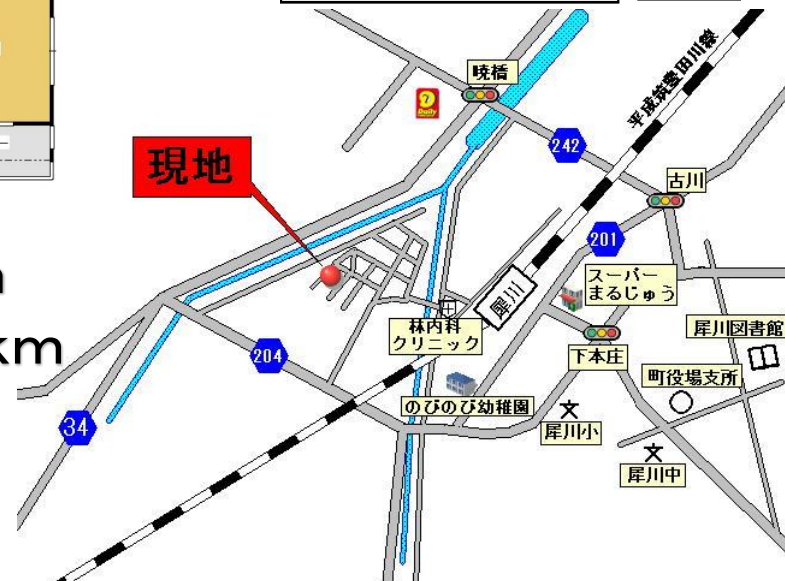 暁橋
Daily
平成筑豊田川線
現地
242
古川
201
スーパー
まるじゅう
犀川
林内科
クリニック
下本庄
犀川図書館
km
204
町役場支所
のびのび幼稚園
34
犀川小
犀川中